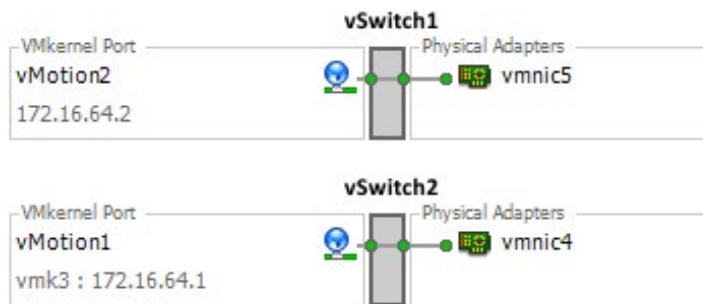 vSwitch1
VMkernel Port Physical Adapters
vMotion2 vmnic5
172.16.64.2
vSwitch2
VMkernel Port Physical Adapters
vMotion1 vmnic4
vmk3 : 172.16.64.1